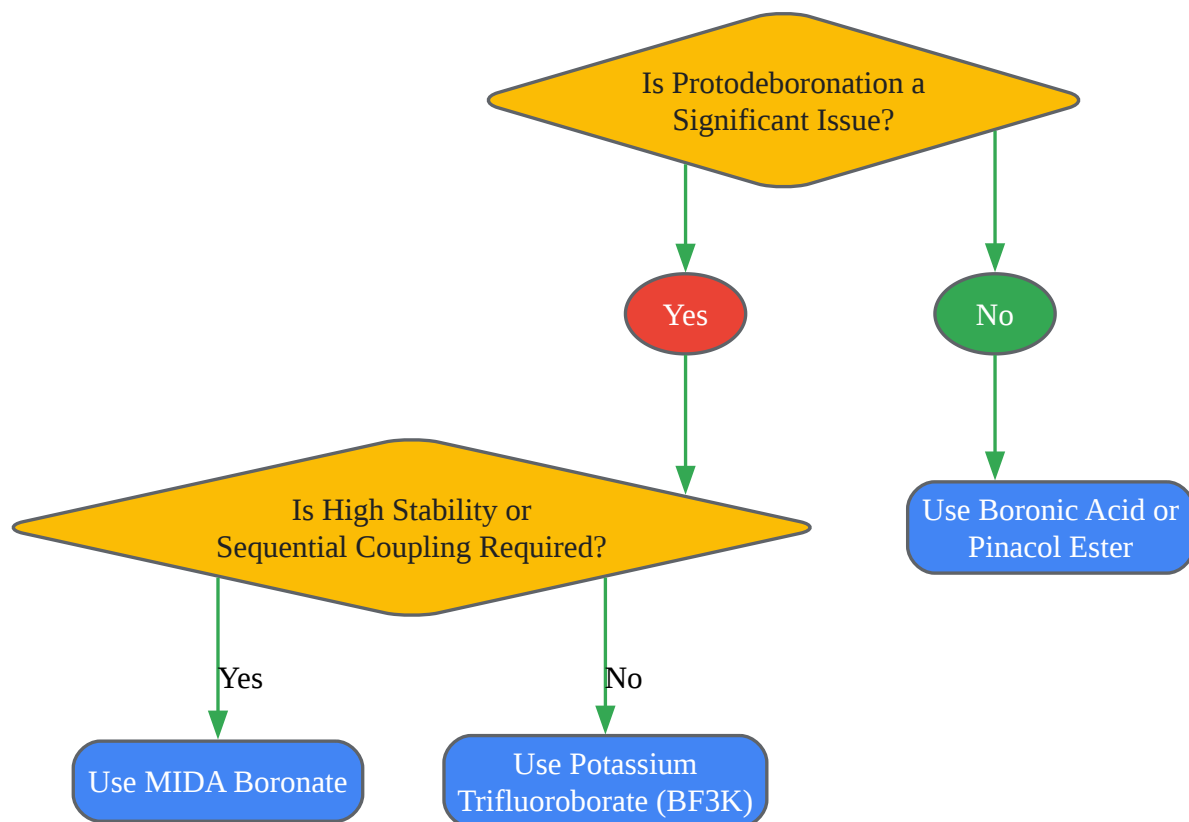 Is Protodeboronation a
Significant Issue?
Yes
No
Is High Stability or
Sequential Coupling Required?
Use Boronic Acid or
Pinacol Ester
Yes
No
Use MIDA Boronate
Use Potassium
Trifluoroborate (BF3K)